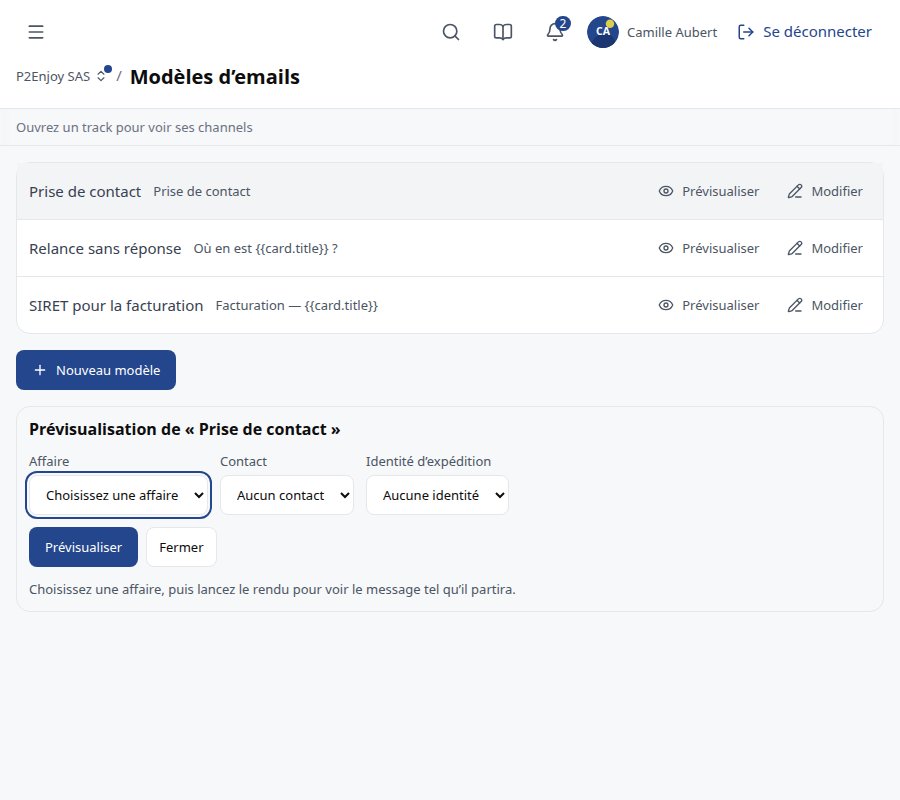 2
CA Camille Aubert Se déconnecter
P2Enjoy SAS / Modèles d’emails
Ouvrez un track pour voir ses channels
Prise de contact Prise de contact Prévisualiser Modifier
Relance sans réponse Où en est {{card.title}} ? Prévisualiser Modifier
SIRET pour la facturation Facturation — {{card.title}} Prévisualiser Modifier
Nouveau modèle
Prévisualisation de « Prise de contact »
Affaire Contact Identité d’expédition
Choisissez une affaire Aucun contact Aucune identité
Prévisualiser Fermer
Choisissez une affaire, puis lancez le rendu pour voir le message tel qu’il partira.